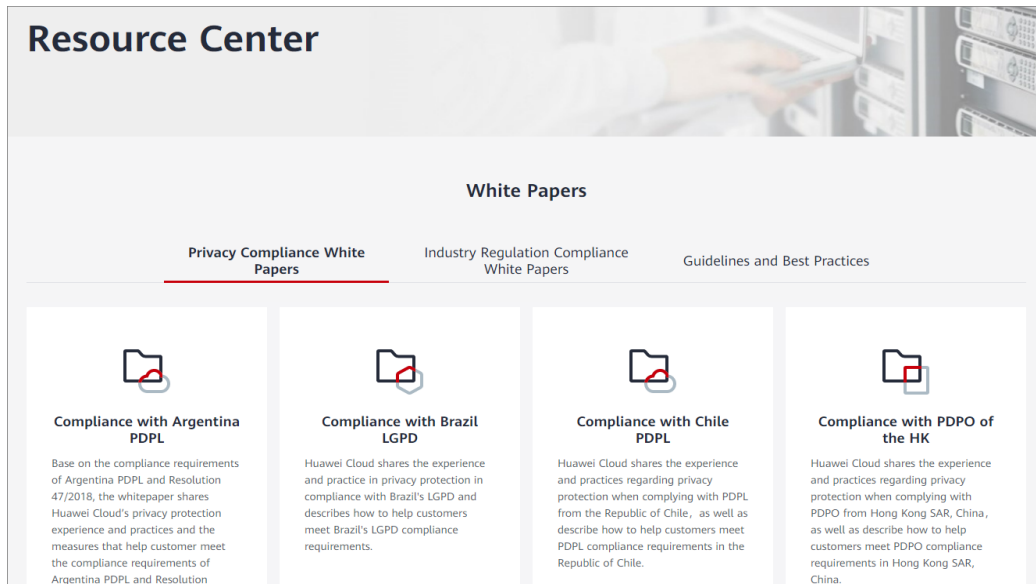 Resource Center
White Papers
Privacy Compliance White
Papers
Industry Regulation Compliance
White Papers
Guidelines and Best Practices
Compliance with Argentina
PDPL
Base on the compliance requirements
of Argentina PDPL and Resolution
47/2018, the whitepaper shares
Huawei Cloud's privacy protection
experience and practices and the
measures that help customer meet
the compliance requirements of
Argentina PDPL and Resolution
Compliance with Brazil
LGPD
Huawei Cloud shares the experience
and practice in privacy protection in
compliance with Brazil's LGPD and
describes how to help customers
meet Brazil's LGPD compliance
requirements.
Compliance with Chile
PDPL
Huawei Cloud shares the experience
and practices regarding privacy
protection when complying with PDPL
from the Republic of Chile，as well as
describe how to help customers meet
PDPL compliance requirements in the
Republic of Chile.
Compliance with PDPO of
the HK
Huawei Cloud shares the experience
and practices regarding privacy
protection when complying with
PDPO from Hong Kong SAR, China，
as well as describe how to help
customers meet PDPO compliance
requirements in Hong Kong SAR,
China.